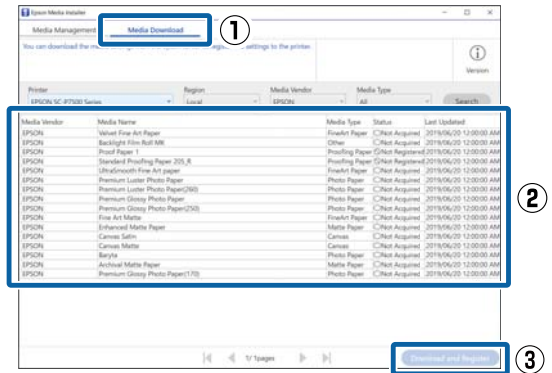 Epson Media Installer
Media Management Media Download ①
You can download the me
settings to the printer.
Version
Printer Region Media Vendor Media Type
EPSON SC-P7500 Series Local EPSON All Search
Media Vendor Media Name Media Type Status Last Updated
EPSON Velvet Fine Art Paper FineArt Paper Not Acquired 2019/06/20 12:00:00 AM
EPSON Backlight Film Roll MK Other Not Acquired 2019/06/20 12:00:00 AM
EPSON Proof Paper 1 Proofing Paper Not Registered 2019/06/20 12:00:00 AM
EPSON Standard Proofing Paper 205_R Proofing Paper Not Registered 2019/06/20 12:00:00 AM
EPSON UltraSmooth Fine Art paper FineArt Paper Not Acquired 2019/06/20 12:00:00 AM
EPSON Premium Luster Photo Paper Photo Paper Not Acquired 2019/06/20 12:00:00 AM
EPSON Premium Luster Photo Paper(260) Photo Paper Not Acquired 2019/06/20 12:00:00 AM
EPSON Premium Glossy Photo Paper Photo Paper Not Acquired 2019/06/20 12:00:00 AM
EPSON Premium Glossy Photo Paper(250) Photo Paper Not Acquired 2019/06/20 12:00:00 AM
EPSON Fine Art Matte FineArt Paper Not Acquired 2019/06/20 12:00:00 AM
EPSON Enhanced Matte Paper Matte Paper Not Acquired 2019/06/20 12:00:00 AM
EPSON Canvas Satin Canvas Not Acquired 2019/06/20 12:00:00 AM
EPSON Canvas Matte Canvas Not Acquired 2019/06/20 12:00:00 AM
EPSON Baryta Photo Paper Not Acquired 2019/06/20 12:00:00 AM
EPSON Archival Matte Paper Matte Paper Not Acquired 2019/06/20 12:00:00 AM
EPSON Premium Glossy Photo Paper(170) Photo Paper Not Acquired 2019/06/20 12:00:00 AM
②
1/ 1pages Download and Register ③